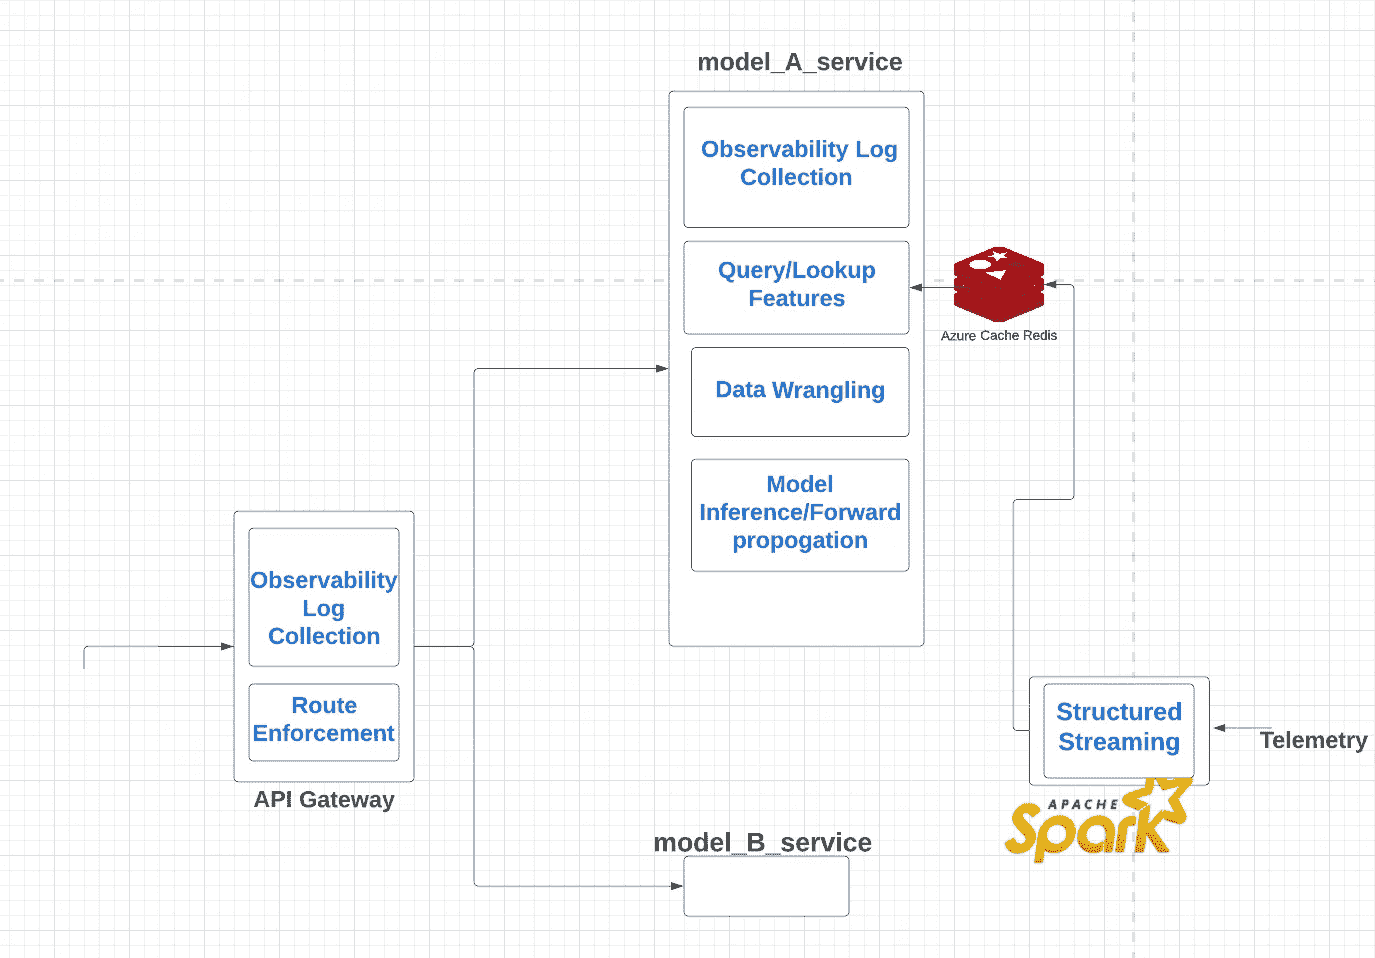 model_A_service
Observability Log
Collection
Query/Lookup
Features
Azure Cache Redis
Data Wrangling
Model
Inference/Forward
propogation
Observability
Log
Collection
Route
Enforcement
API Gateway
Structured
Streaming
Telemetry
APACHE
Spark
model_B_service